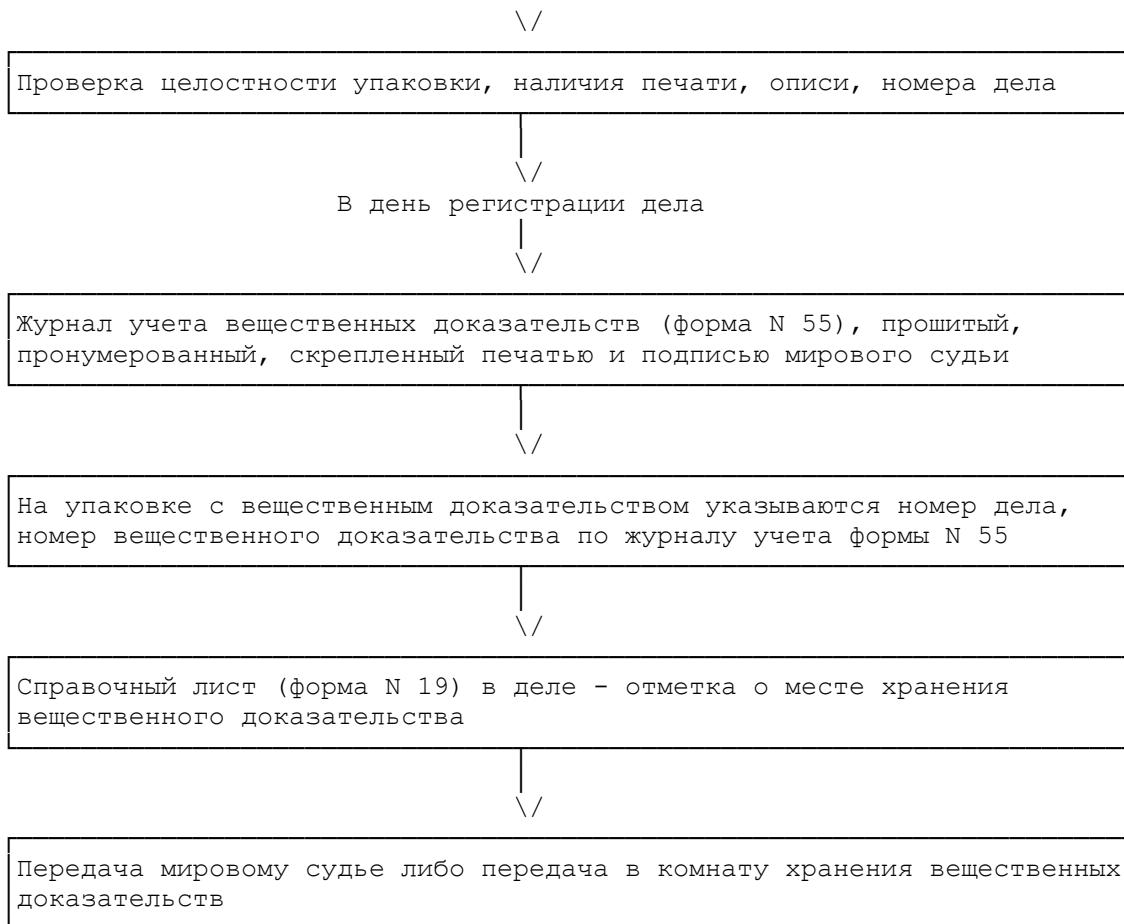 Проверка целостности упаковки, наличия печати, описи, номера дела
В день регистрации дела
Журнал учета вещественных доказательств (форма N 55), прошитый,
пронумерованный, скрепленный печатью и подписью мирового судьи
На упаковке с вещественным доказательством указываются номер дела,
номер вещественного доказательства по журналу учета формы N 55
Справочный лист (форма N 19) в деле - отметка о месте хранения
вещественного доказательства
Передача мировому судье либо передача в комнату хранения вещественных
доказательств